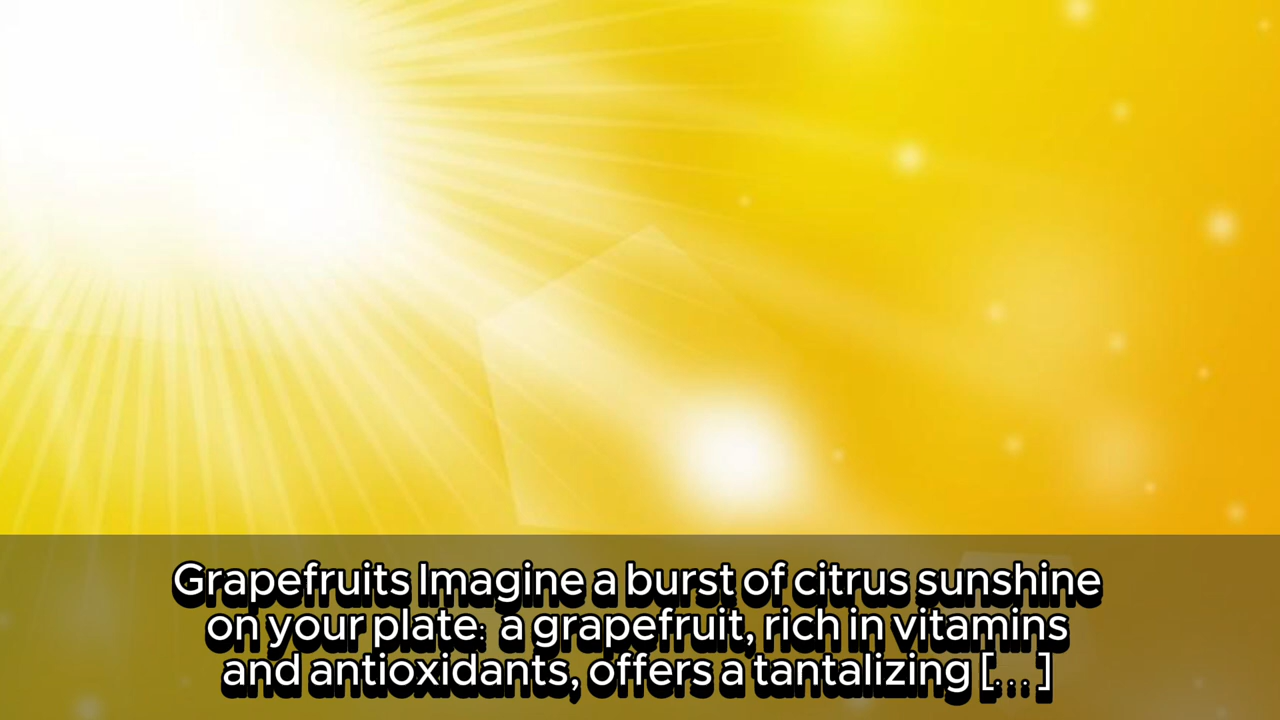 Grapefruits Imagine a burst of citrus sunshine
on your plate: a grapefruit, rich in vitamins
and antioxidants, offers a tantalizing [...]